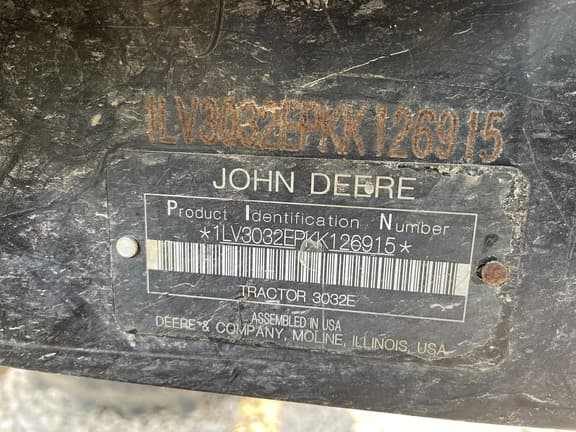 1LV3032EPKK126915
JOHN DEERE
Product Identification Number
*1LV3032EPKK126915*
TRACTOR 3032E
ASSEMBLED IN USA
DEERE & COMPANY, MOLINE, ILLINOIS, USA